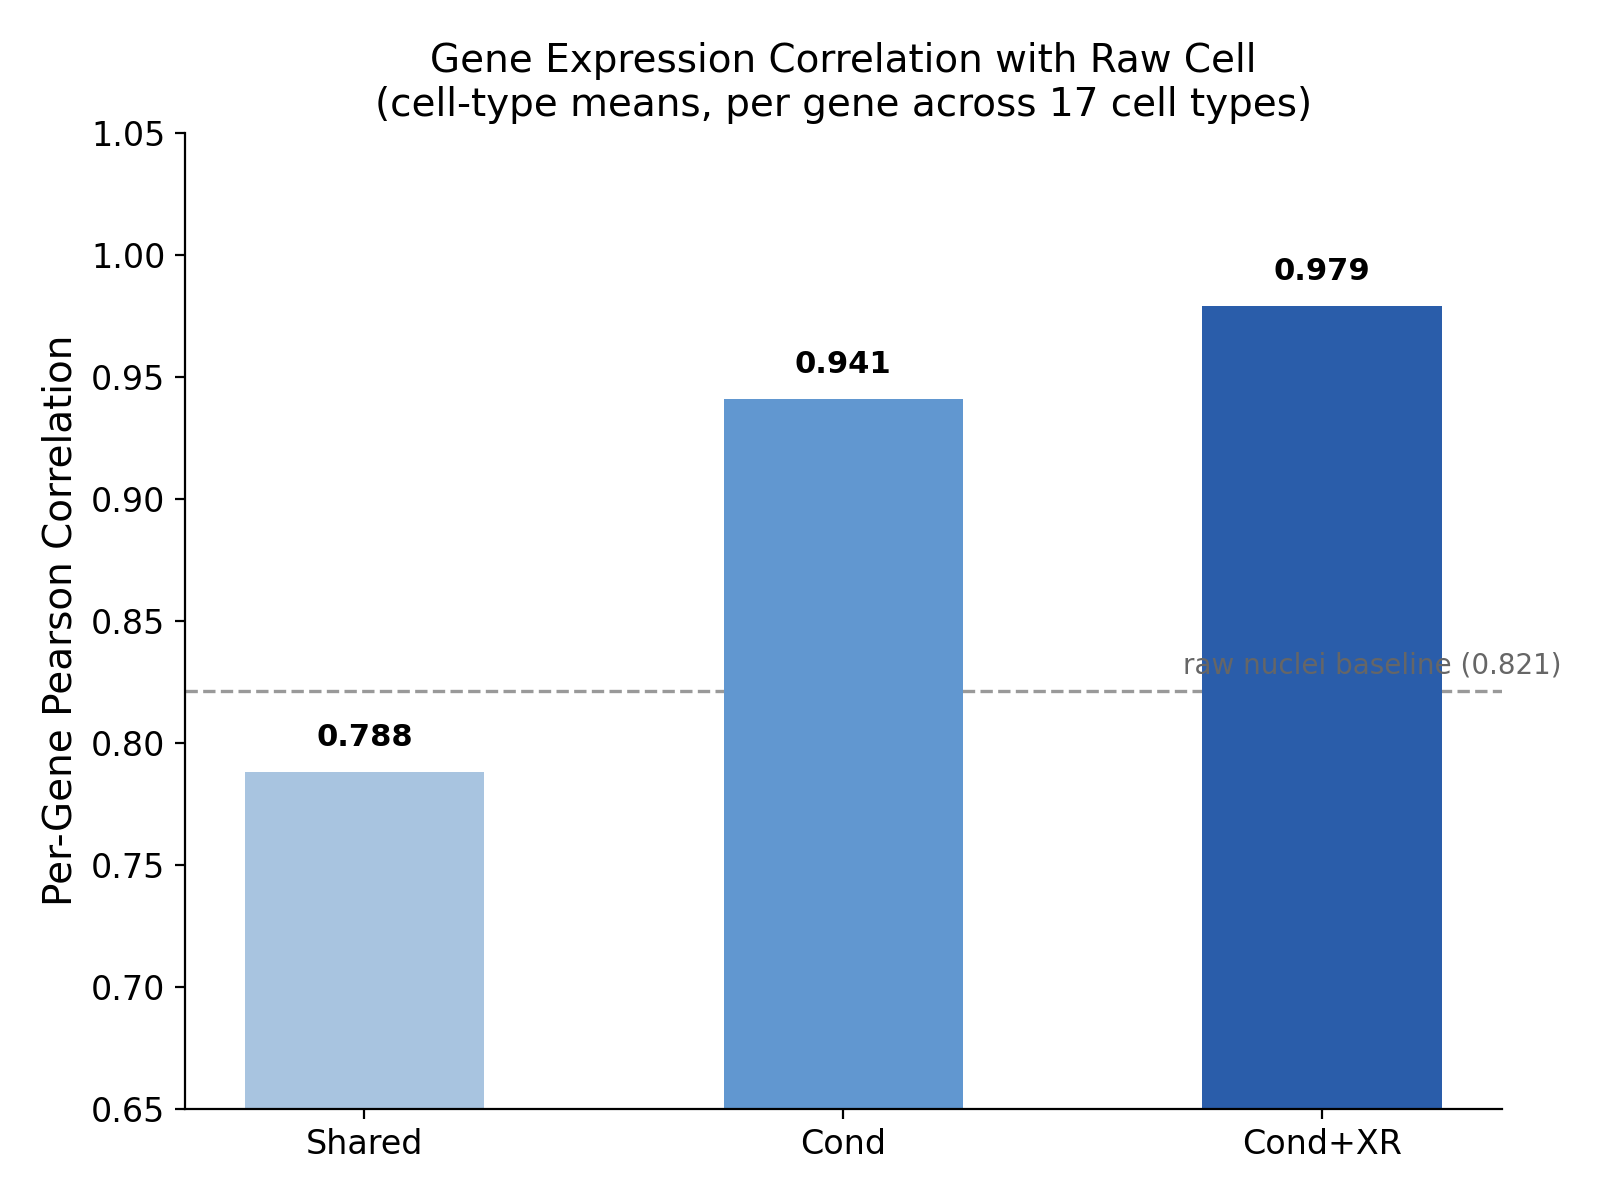 Gene Expression Correlation with Raw Cell
(cell-type means, per gene across 17 cell types)
Per-Gene Pearson Correlation
1.05
1.00
0.95
0.90
0.85
0.80
0.75
0.70
0.65
0.788
0.941
0.979
raw nuclei baseline (0.821)
Shared
Cond
Cond+XR